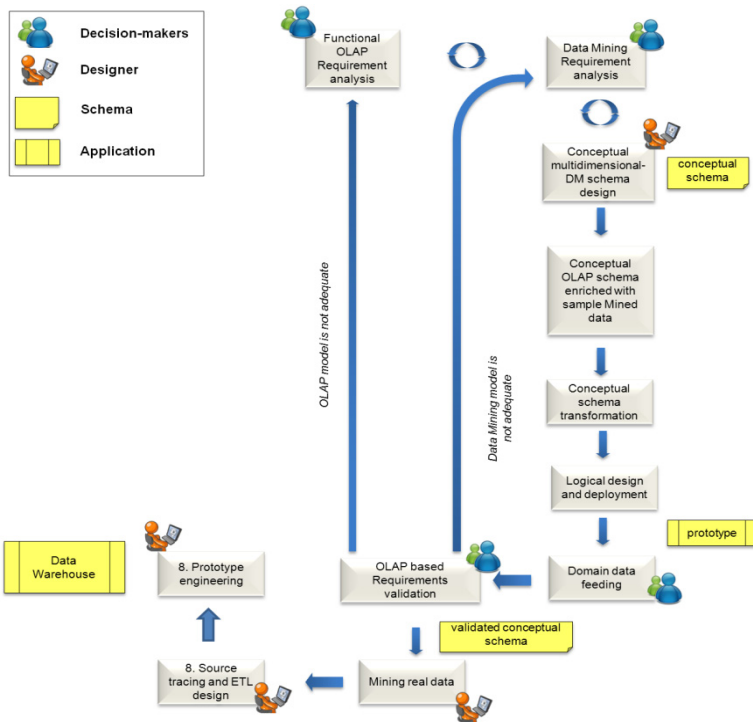 Decision-makers
Designer
Schema
Application
Functional
OLAP
Requirement
analysis
Data Mining
Requirement
analysis
Conceptual
multidimensional-
DM schema
design
conceptual
schema
Conceptual
OLAP schema
enriched with
sample Mined
data
OLAP model is not adequate
Data Mining model is
not adequate
Conceptual
schema
transformation
Logical design
and deployment
prototype
Data
Warehouse
8. Prototype
engineering
OLAP based
Requirements
validation
Domain data
feeding
validated conceptual
schema
8. Source
tracing and ETL
design
Mining real data